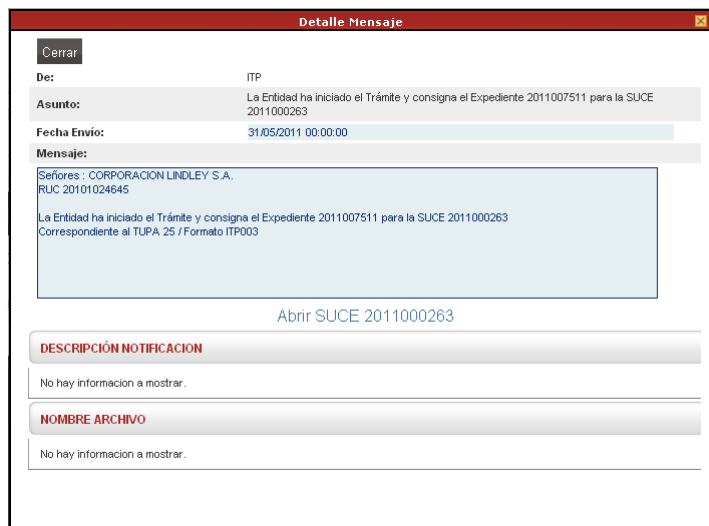 Detalle Mensaje
Cerrar
De: ITP
Asunto: La Entidad ha iniciado el Trámite y consigna el Expediente 2011007511 para la SUCE
2011000263
Fecha Envío: 31/05/2011 00:00:00
Mensaje:
Señores : CORPORACION LINDLEY S.A.
RUC 20101024645
La Entidad ha iniciado el Trámite y consigna el Expediente 2011007511 para la SUCE 2011000263
Correspondiente al TUPA 25 / Formato ITP003
Abrir SUCE 2011000263
DESCRIPCIÓN NOTIFICACION
No hay informacion a mostrar.
NOMBRE ARCHIVO
No hay informacion a mostrar.